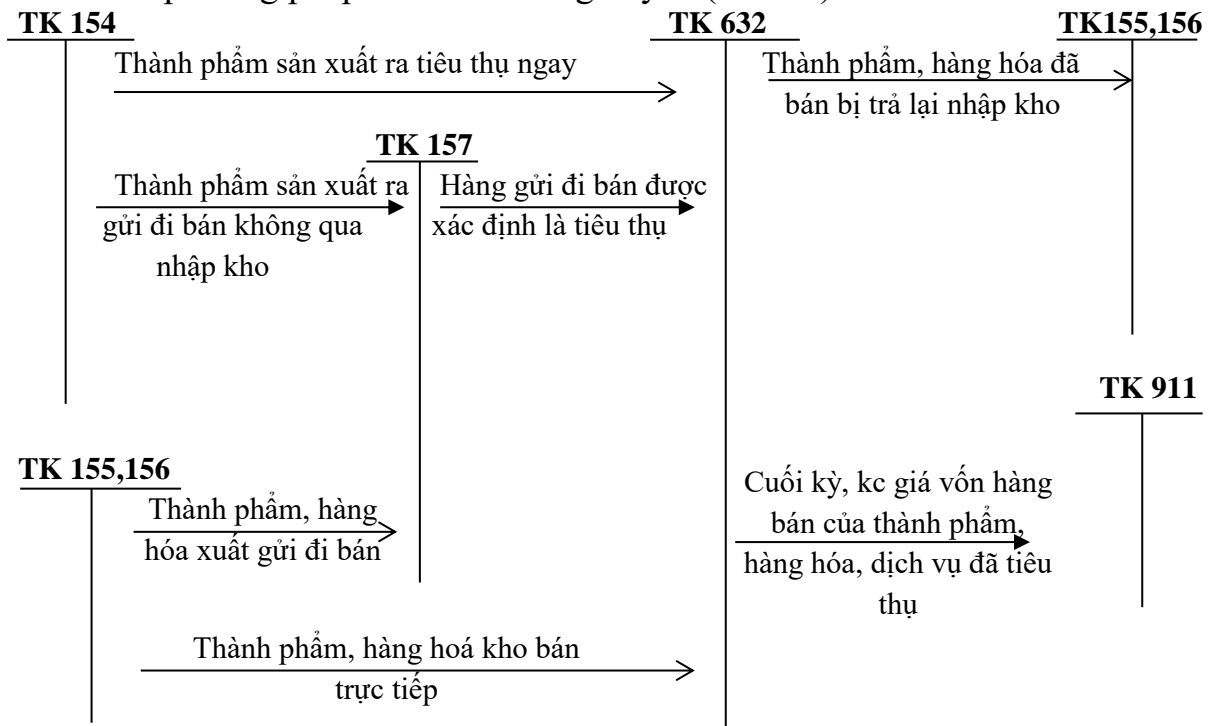 TK 154
TK 632
TK155,156
Thành phẩm sản xuất ra tiêu thụ ngay
Thành phẩm, hàng hóa đã
bán bị trả lại nhập kho
TK 157
Thành phẩm sản xuất ra
gửi đi bán không qua
nhập kho
Hàng gửi đi bán được
xác định là tiêu thụ
TK 911
TK 155,156
Thành phẩm, hàng
hóa xuất gửi đi bán
Cuối kỳ, kc giá vốn hàng
bán của thành phẩm,
hàng hóa, dịch vụ đã tiêu
thụ
Thành phẩm, hàng hoá kho bán
trực tiếp